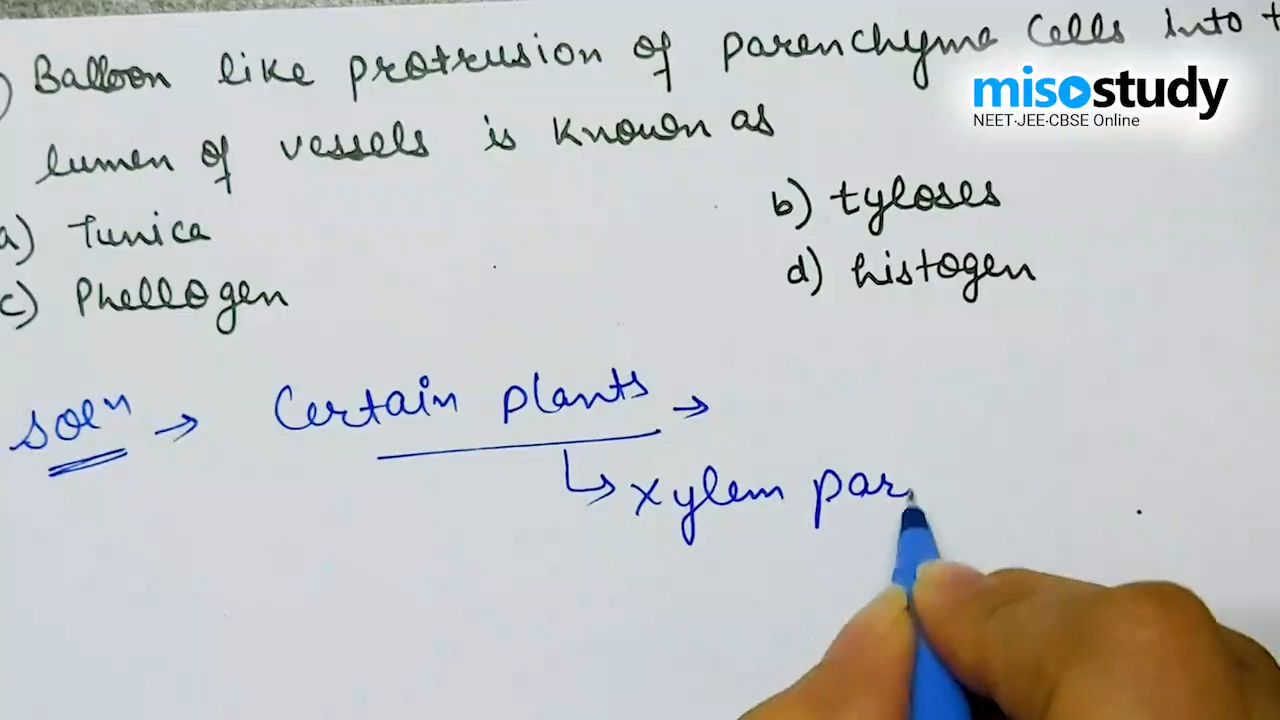 Balloon like protrusion of parenchyma cells into t
misostudy
NEET-JEE-CBSE Online
lumen of vessels is known as
a) Tunica
b) tyloses
c) Phellogen
d) histogen
Solⁿ → Certain plants →
↳ xylem par